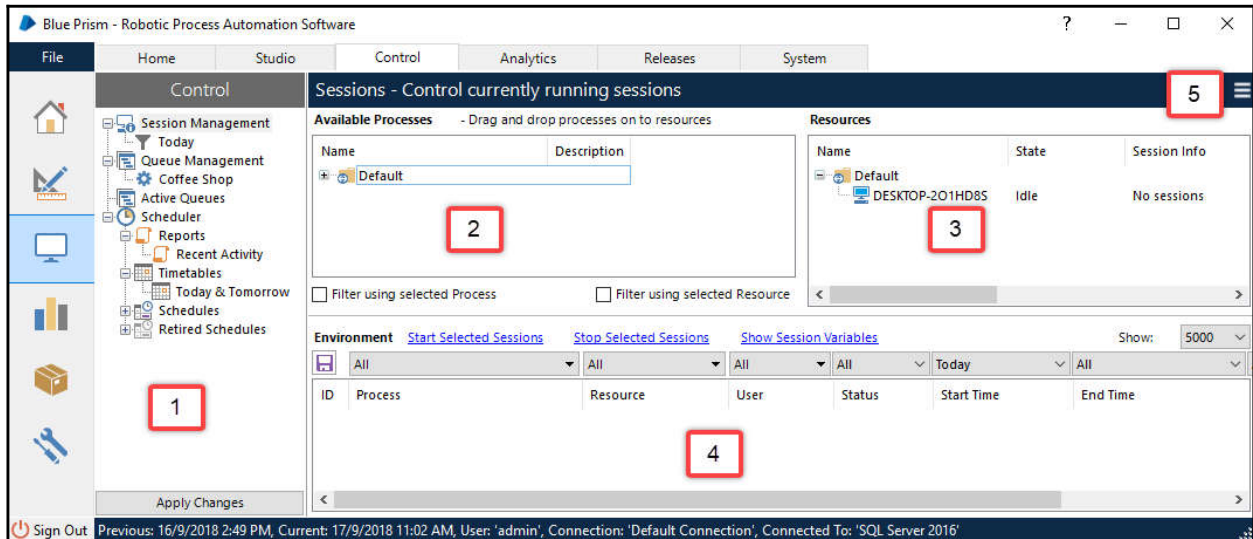 Blue Prism - Robotic Process Automation Software ?
File Home Studio Control Analytics Releases System
Control
Session Management
Today
Queue Management
Coffee Shop
Active Queues
Scheduler
Reports
Recent Activity
Timetables
Today & Tomorrow
Schedules
Retired Schedules
1
Apply Changes
Sessions - Control currently running sessions
5
Available Processes - Drag and drop processes on to resources
Name Description
Default
2
Filter using selected Process Filter using selected Resource
Resources
Name State Session Info
Default
DESKTOP-2O1HD8S Idle No sessions
3
Environment Start Selected Sessions Stop Selected Sessions Show Session Variables Show: 5000
All All All All Today All
ID Process Resource User Status Start Time End Time
4
Sign Out Previous: 16/9/2018 2:49 PM, Current: 17/9/2018 11:02 AM, User: 'admin', Connection: 'Default Connection', Connected To: 'SQL Server 2016'